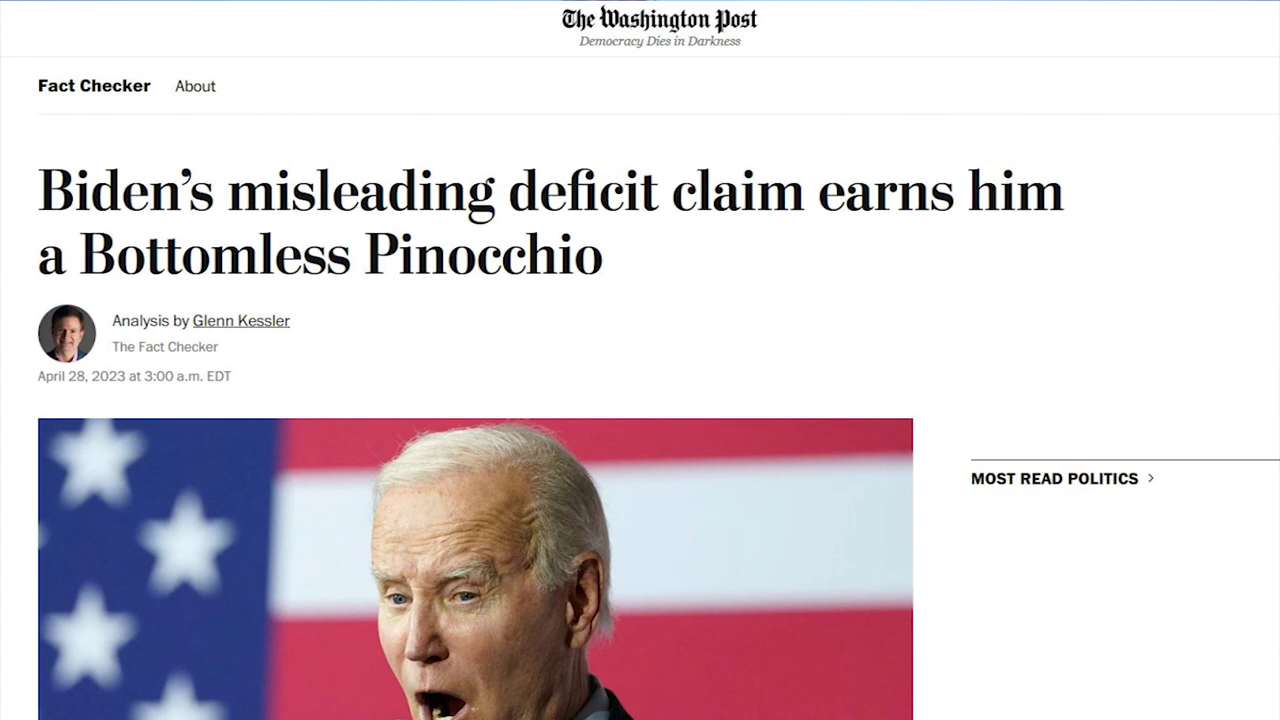 The Washington Post
Democracy Dies in Darkness
Fact Checker About
Biden's misleading deficit claim earns him
a Bottomless Pinocchio
Analysis by Glenn Kessler
The Fact Checker
April 28, 2023 at 3:00 a.m. EDT
MOST READ POLITICS >